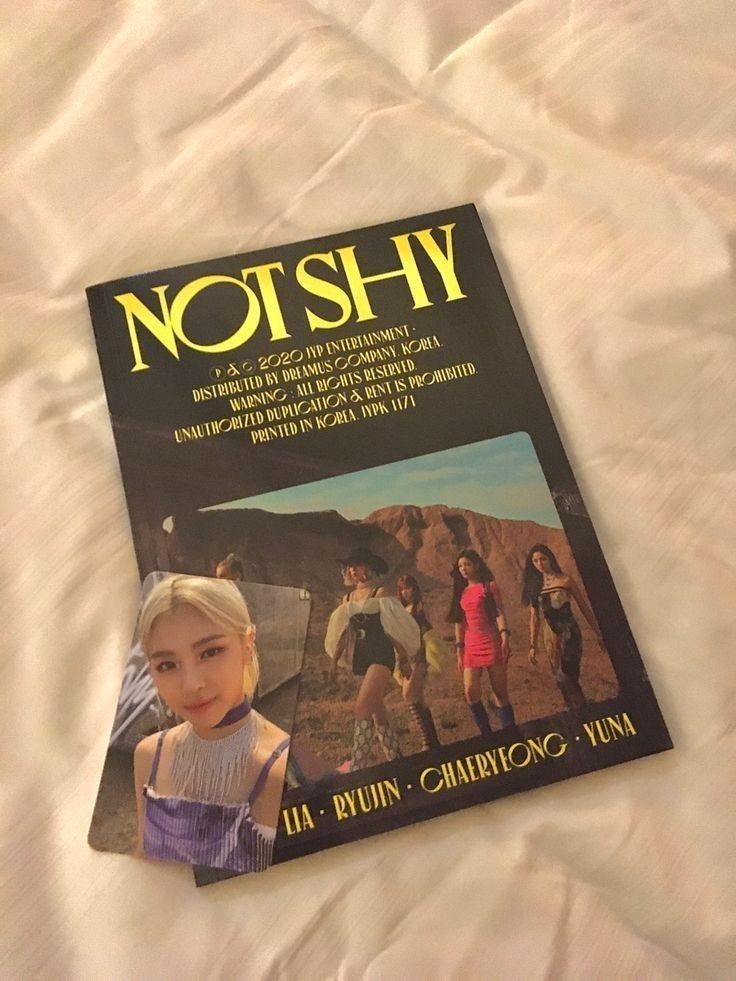 NOT SHY
Ⓟ & Ⓒ 2020 JYP ENTERTAINMENT.
DISTRIBUTED BY DREAMUS COMPANY, KOREA.
WARNING : ALL RIGHTS RESERVED.
UNAUTHORIZED DUPLICATION & RENT IS PROHIBITED.
PRINTED IN KOREA. JYPK 1171
LIA · RYUJIN · CHAERYEONG · YUNA